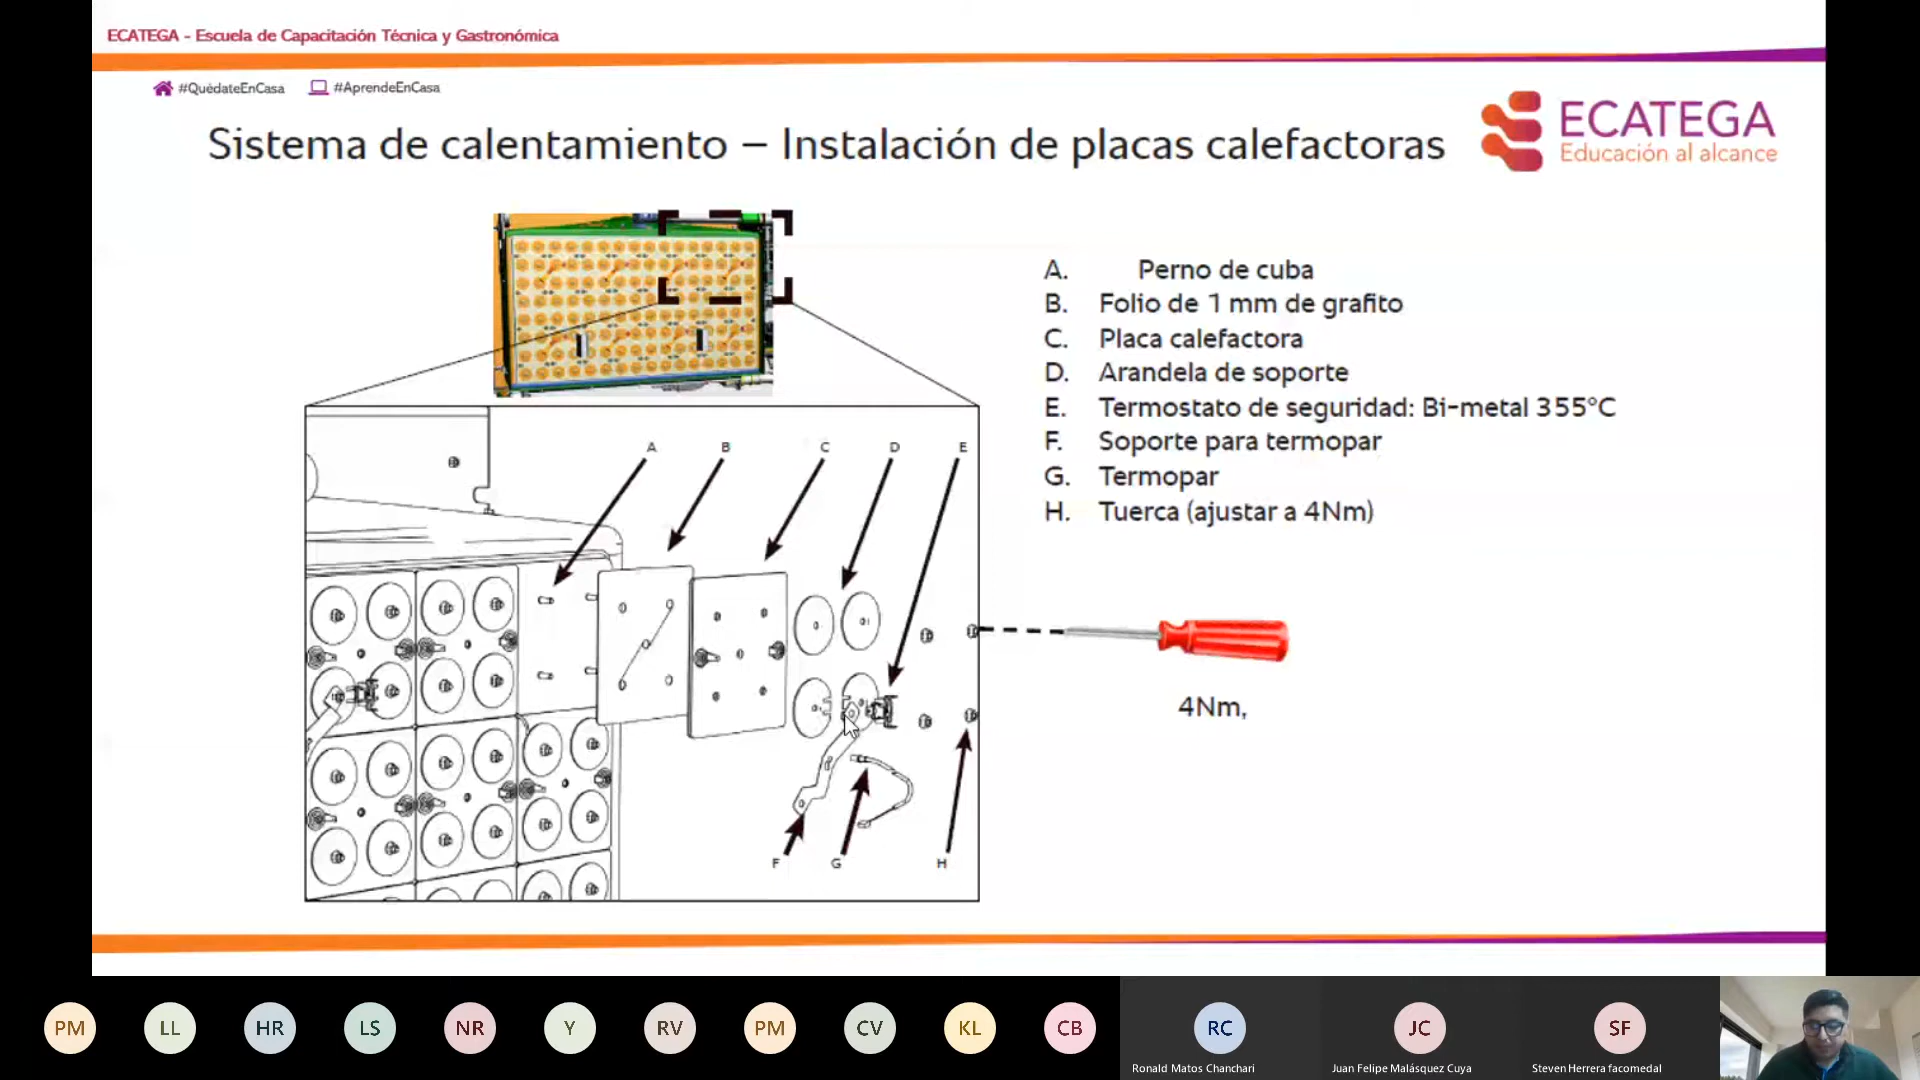 ECATEGA - Escuela de Capacitación Técnica y Gastronómica
#QuédateEnCasa #AprendeEnCasa
Sistema de calentamiento – Instalación de placas calefactoras
ECATEGA
Educación al alcance
A. Perno de cuba
B. Folio de 1 mm de grafito
C. Placa calefactora
D. Arandela de soporte
E. Termostato de seguridad: Bi-metal 355°C
F. Soporte para termopar
G. Termopar
H. Tuerca (ajustar a 4Nm)
A B C D E
4Nm,
F G H
PM LL HR LS NR Y RV PM CV KL CB RC JC SF
Ronald Matos Chanchari Juan Felipe Malásquez Cuya Steven Herrera facomedal